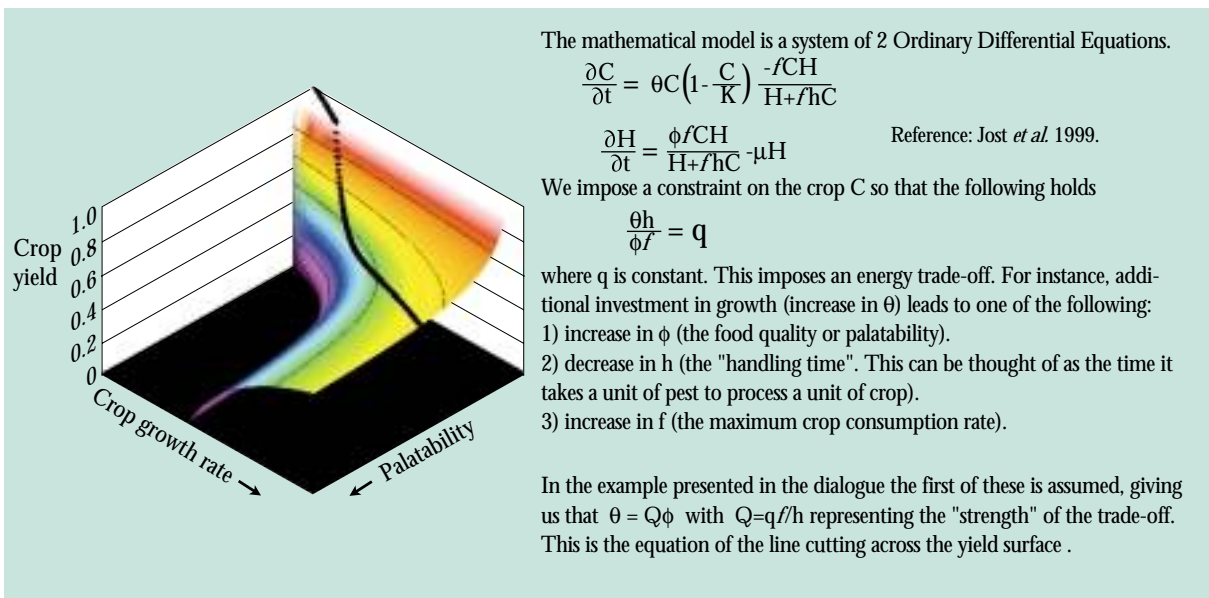 The mathematical model is a system of 2 Ordinary Differential Equations.
∂C/∂t = θC(1-C/K) -fCH/H+fhC
∂H/∂t = ϕfCH/H+fhC -μH
Reference: Jost et al. 1999.
We impose a constraint on the crop C so that the following holds
θh/ϕf = q
where q is constant. This imposes an energy trade-off. For instance, addi-
tional investment in growth (increase in θ) leads to one of the following:
1) increase in ϕ (the food quality or palatability).
2) decrease in h (the "handling time". This can be thought of as the time it
takes a unit of pest to process a unit of crop).
3) increase in f (the maximum crop consumption rate).
In the example presented in the dialogue the first of these is assumed, giving
us that θ = Qϕ with Q=qf/h representing the "strength" of the trade-off.
This is the equation of the line cutting across the yield surface .
Crop
yield
1.0
0.8
0.6
0.4
0.2
0
Crop growth rate →
← Palatability